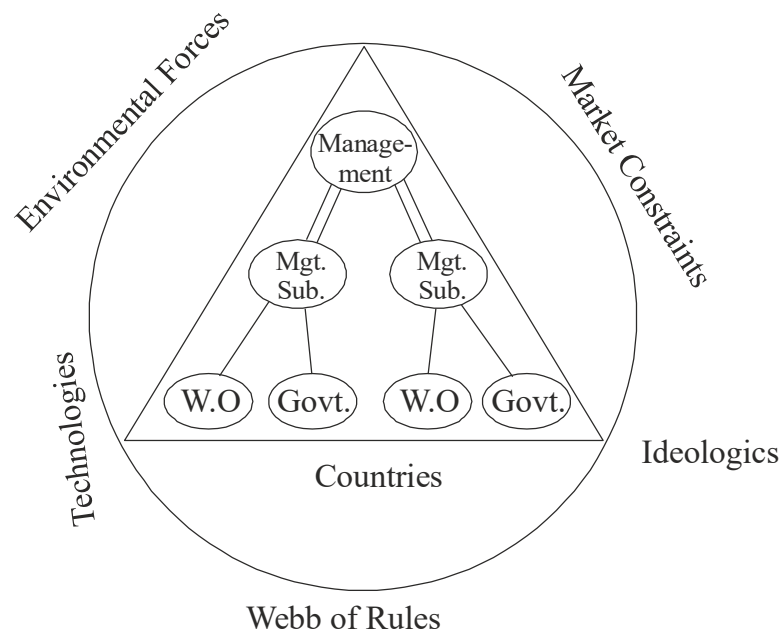 Environmental Forces
Market Constraints
Manage-
ment
Mgt.
Sub.
Mgt.
Sub.
W.O
Govt.
W.O
Govt.
Technologies
Ideologics
Countries
Webb of Rules